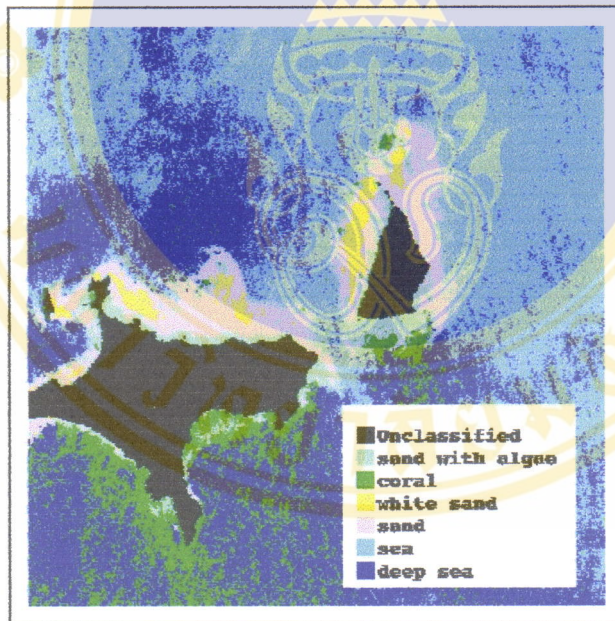 Unclassified
sand with algae
coral
white sand
sand
sea
deep sea